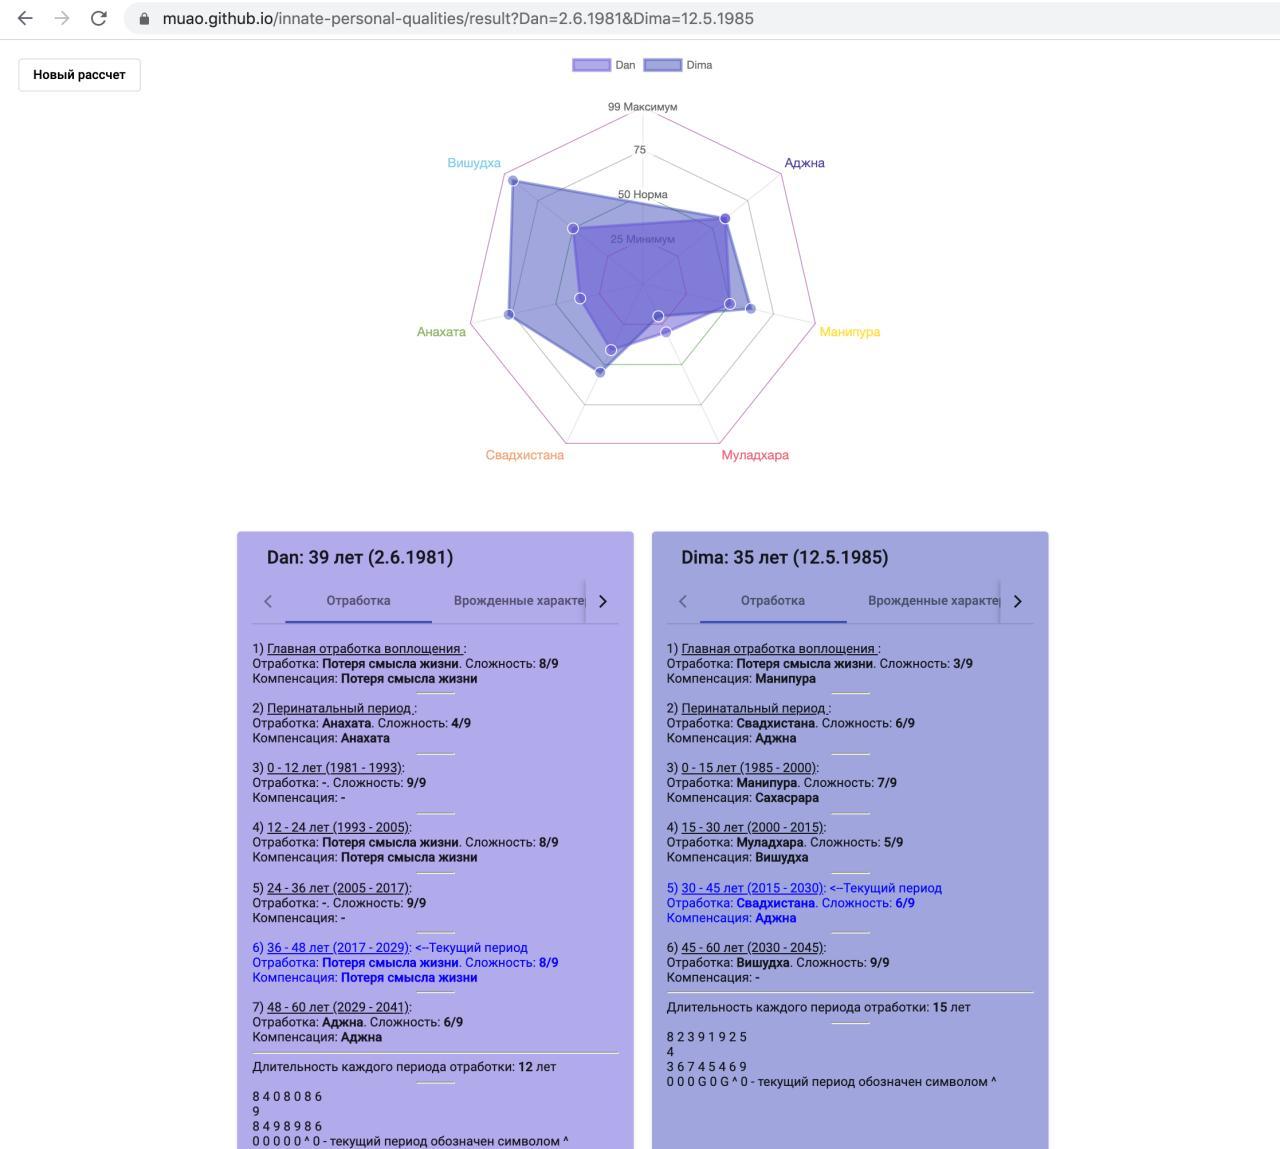 muao.github.io/innate-personal-qualities/result?Dan=2.6.1981&Dima=12.5.1985
Новый рассчет
Dan Dima
99 Максимум
75
50 Норма
25 Минимум
Вишудха
Аджна
Анахата
Манипура
Свадхистана
Муладхара
Dan: 39 лет (2.6.1981)
Отработка Врожденные характе
1) Главная отработка воплощения :
Отработка: Потеря смысла жизни. Сложность: 8/9
Компенсация: Потеря смысла жизни
2) Перинатальный период :
Отработка: Анахата. Сложность: 4/9
Компенсация: Анахата
3) 0 - 12 лет (1981 - 1993):
Отработка: -. Сложность: 9/9
Компенсация: -
4) 12 - 24 лет (1993 - 2005):
Отработка: Потеря смысла жизни. Сложность: 8/9
Компенсация: Потеря смысла жизни
5) 24 - 36 лет (2005 - 2017):
Отработка: -. Сложность: 9/9
Компенсация: -
6) 36 - 48 лет (2017 - 2029): <--Текущий период
Отработка: Потеря смысла жизни. Сложность: 8/9
Компенсация: Потеря смысла жизни
7) 48 - 60 лет (2029 - 2041):
Отработка: Аджна. Сложность: 6/9
Компенсация: Аджна
Длительность каждого периода отработки: 12 лет
8 4 0 8 0 8 6
9
8 4 9 8 9 8 6
0 0 0 0 0 ^ 0 - текущий период обозначен символом ^
Dima: 35 лет (12.5.1985)
Отработка Врожденные характе
1) Главная отработка воплощения :
Отработка: Потеря смысла жизни. Сложность: 3/9
Компенсация: Манипура
2) Перинатальный период :
Отработка: Свадхистана. Сложность: 6/9
Компенсация: Аджна
3) 0 - 15 лет (1985 - 2000):
Отработка: Манипура. Сложность: 7/9
Компенсация: Сахасрара
4) 15 - 30 лет (2000 - 2015):
Отработка: Муладхара. Сложность: 5/9
Компенсация: Вишудха
5) 30 - 45 лет (2015 - 2030): <--Текущий период
Отработка: Свадхистана. Сложность: 6/9
Компенсация: Аджна
6) 45 - 60 лет (2030 - 2045):
Отработка: Вишудха. Сложность: 9/9
Компенсация: -
Длительность каждого периода отработки: 15 лет
8 2 3 9 1 9 2 5
4
3 6 7 4 5 4 6 9
0 0 0 G 0 G ^ 0 - текущий период обозначен символом ^